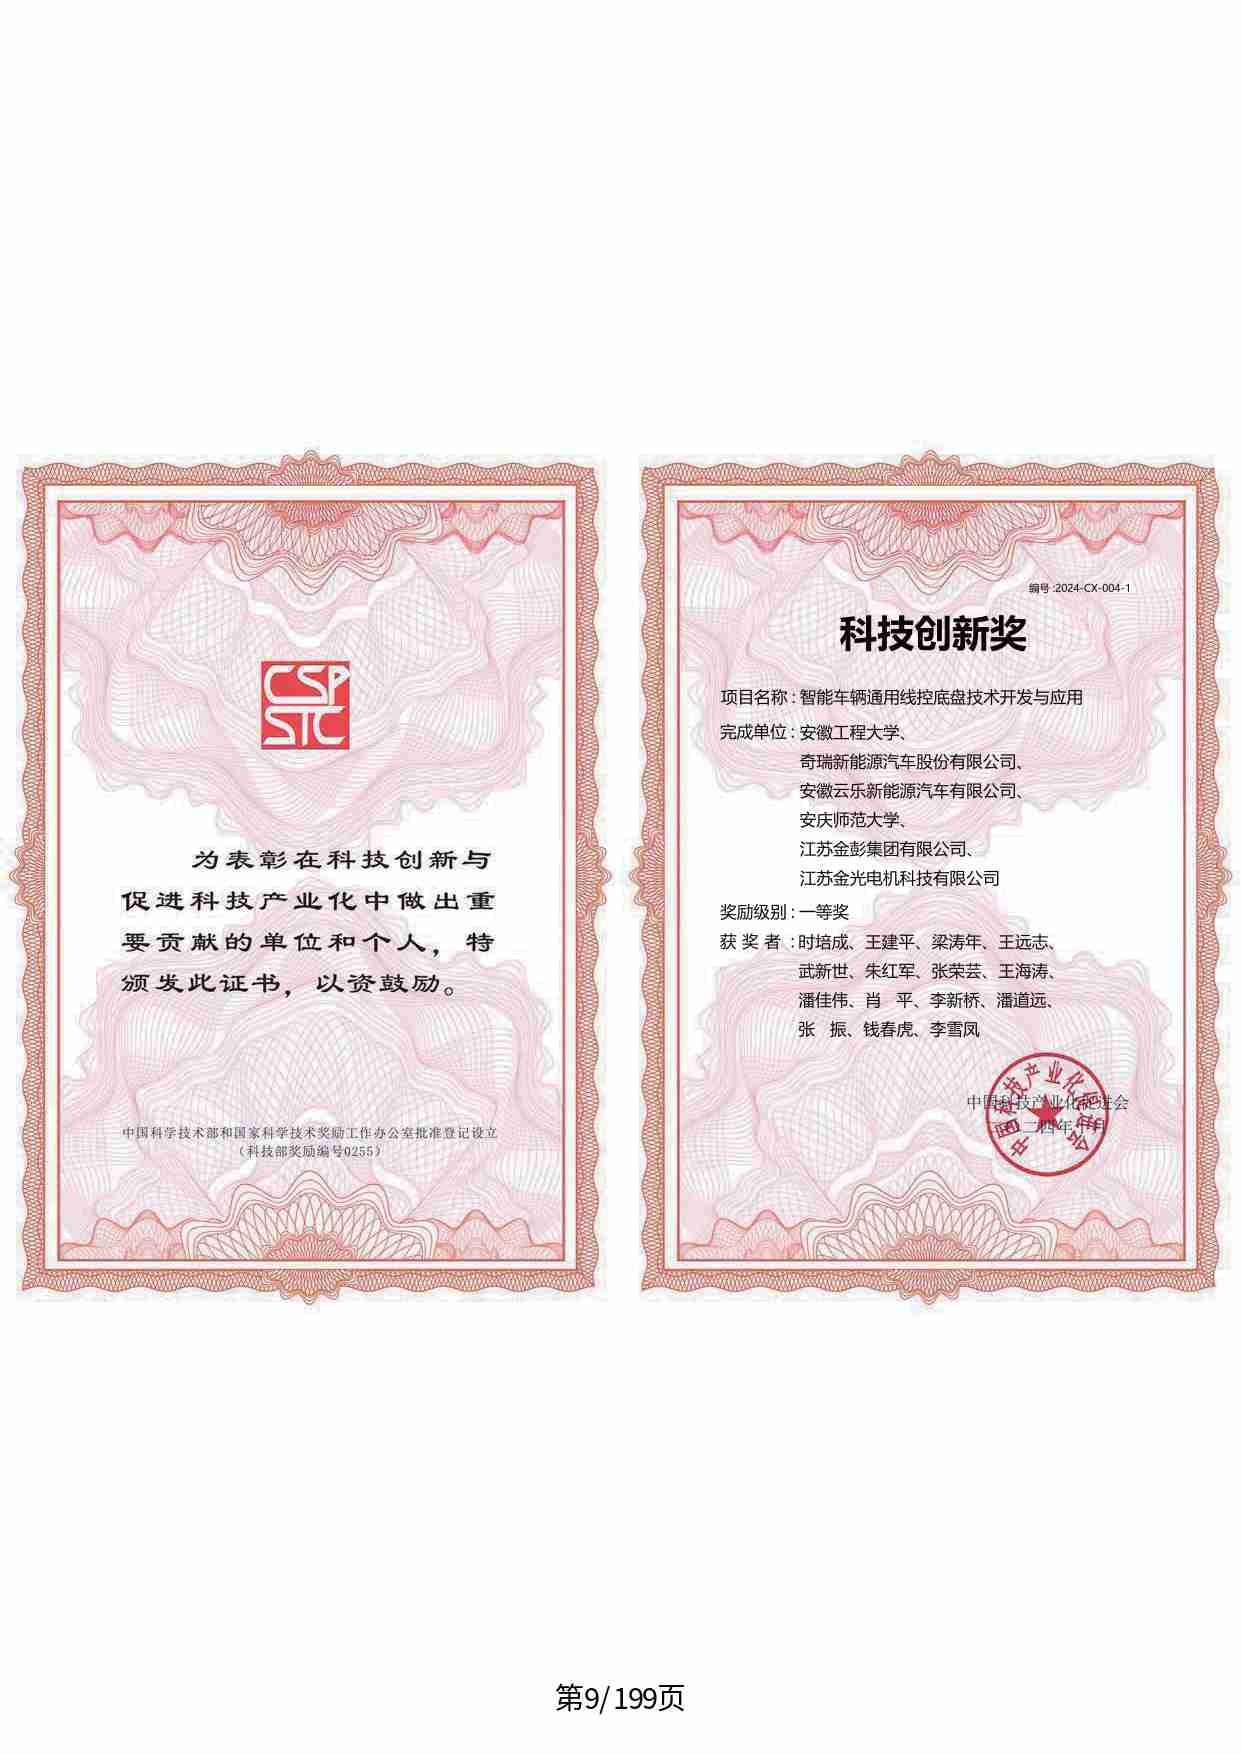 CSP
STC
为表彰在科技创新与
促进科技产业化中做出重
要贡献的单位和个人，特
颁发此证书，以资鼓励。
中国科学技术部和国家科学技术奖励工作办公室批准登记设立
（科技部奖励编号0255）
编号:2024-CX-004-1
科技创新奖
项目名称:智能车辆通用线控底盘技术开发与应用
完成单位:安徽工程大学、
奇瑞新能源汽车股份有限公司、
安徽云乐新能源汽车有限公司、
安庆师范大学、
江苏金彭集团有限公司、
江苏金光电机科技有限公司
奖励级别:一等奖
获 奖 者 :时培成、王建平、梁涛年、王远志、
武新世、朱红军、张荣芸、王海涛、
潘佳伟、肖　平、李新桥、潘道远、
张　振、钱春虎、李雪凤
中国科技产业化促进会
二四年 月
中国科技产业化促进会
第9/199页